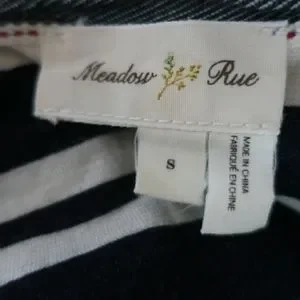 Meadow Rue
S
MADE IN CHINA
FABRIQUÉ EN CHINE